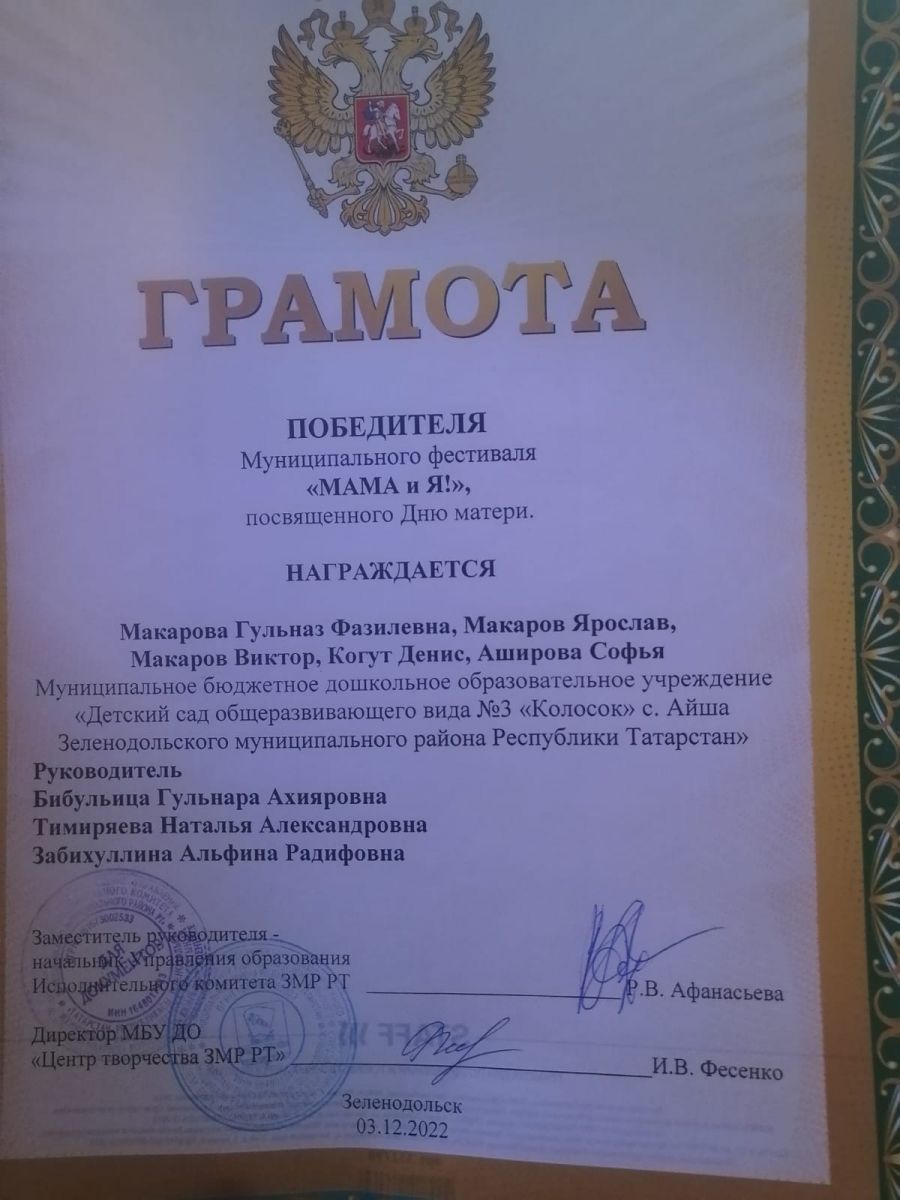 ГРАМОТА
ПОБЕДИТЕЛЯ
Муниципального фестиваля
«МАМА и Я!»,
посвященного Дню матери.
НАГРАЖДАЕТСЯ
Макарова Гульназ Фазилевна, Макаров Ярослав,
Макаров Виктор, Когут Денис, Аширова Софья
Муниципальное бюджетное дошкольное образовательное учреждение
«Детский сад общеразвивающего вида №3 «Колосок» с. Айша
Зеленодольского муниципального района Республики Татарстан»
Руководитель
Бибульица Гульнара Ахияровна
Тимиряева Наталья Александровна
Забихуллина Альфина Радифовна
Заместитель руководителя -
начальник Управления образования
Исполнительного комитета ЗМР РТ Р.В. Афанасьева
ДЛЯ
ДОКУМЕНТОВ
Директор МБУ ДО
«Центр творчества ЗМР РТ» И.В. Фесенко
Зеленодольск
03.12.2022